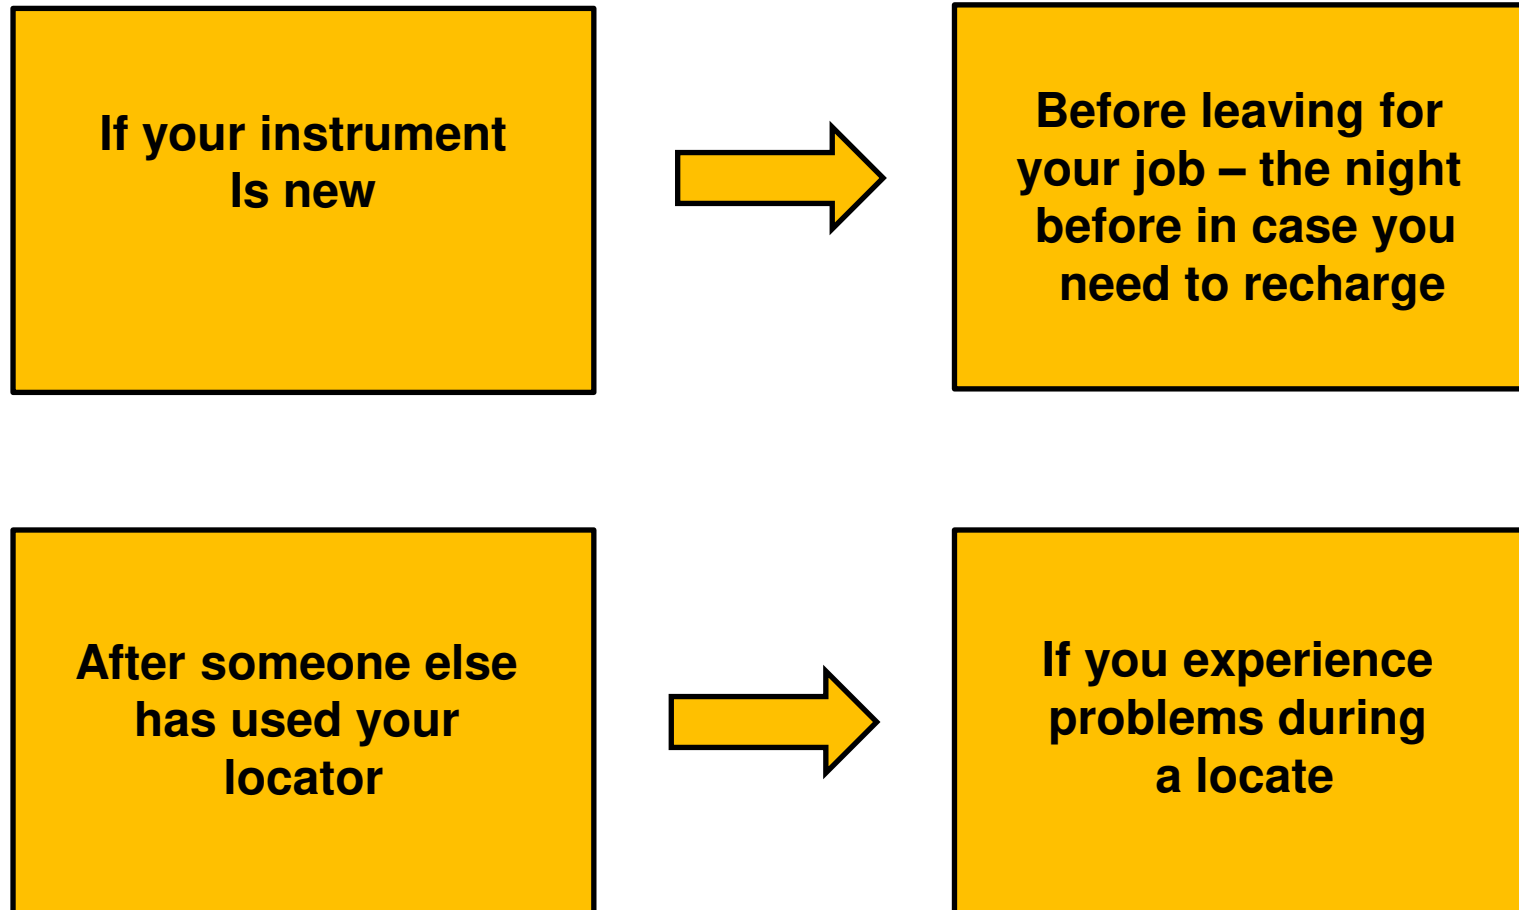 If your instrument
Is new
Before leaving for
your job – the night
before in case you
need to recharge
After someone else
has used your
locator
If you experience
problems during
a locate